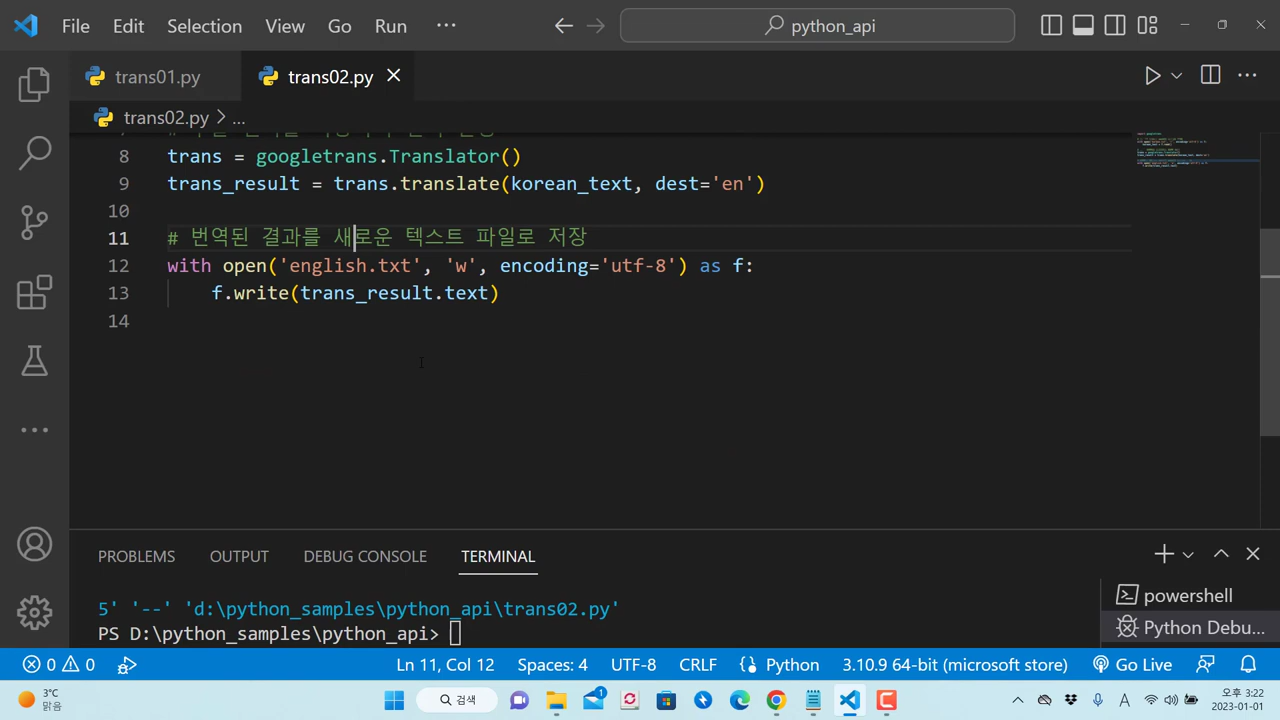 File Edit Selection View Go Run ··· python_api
trans01.py trans02.py
trans02.py > ...
8 trans = googletrans.Translator()
9 trans_result = trans.translate(korean_text, dest='en')
10
11 # 번역된 결과를 새로운 텍스트 파일로 저장
12 with open('english.txt', 'w', encoding='utf-8') as f:
13 f.write(trans_result.text)
14
PROBLEMS OUTPUT DEBUG CONSOLE TERMINAL
5' '--' 'd:\python_samples\python_api\trans02.py'
PS D:\python_samples\python_api>
powershell
Python Debu...
0 0 Ln 11, Col 12 Spaces: 4 UTF-8 CRLF Python 3.10.9 64-bit (microsoft store) Go Live
3°C
맑음
검색
1
A
오후 3:22
2023-01-01